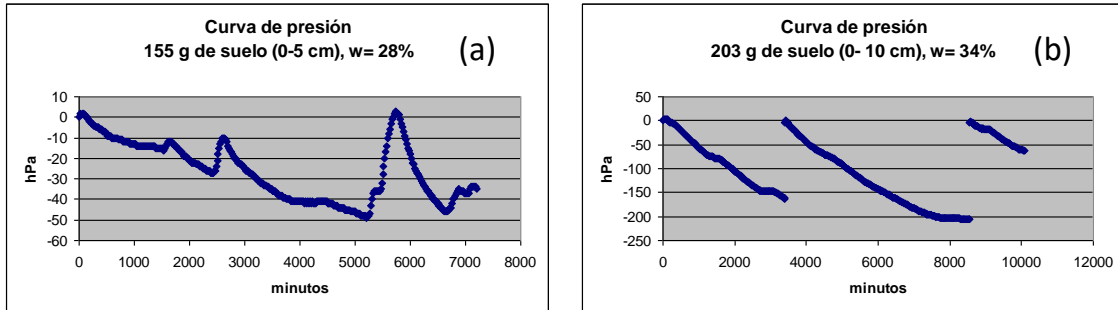 Curva de presión
155 g de suelo (0-5 cm), w= 28%
(a)
10
0
-10
-20
-30
-40
-50
-60
hPa
0 1000 2000 3000 4000 5000 6000 7000 8000
minutos
Curva de presión
203 g de suelo (0- 10 cm), w= 34%
(b)
50
0
-50
-100
-150
-200
-250
hPa
0 2000 4000 6000 8000 10000 12000
minutos